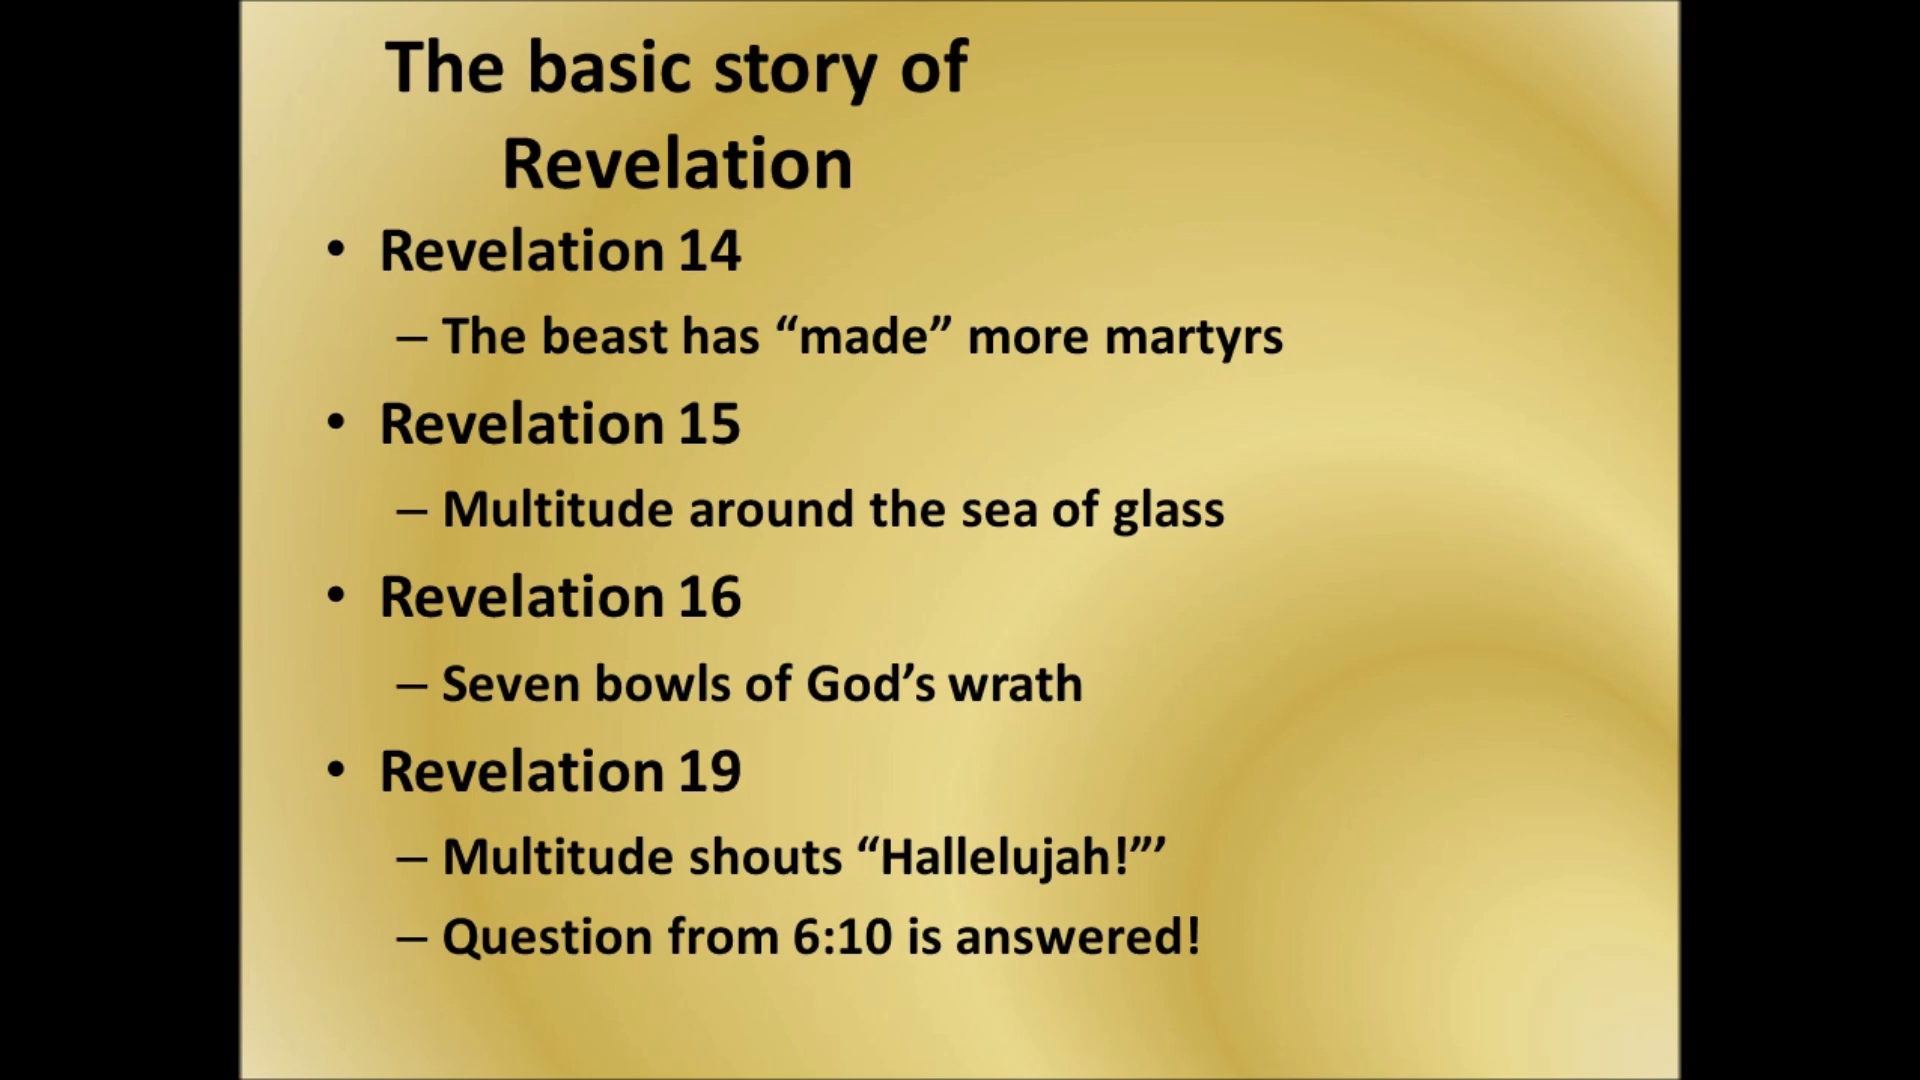 The basic story of
Revelation
• Revelation 14
– The beast has “made” more martyrs
• Revelation 15
– Multitude around the sea of glass
• Revelation 16
– Seven bowls of God’s wrath
• Revelation 19
– Multitude shouts “Hallelujah!”’
– Question from 6:10 is answered!